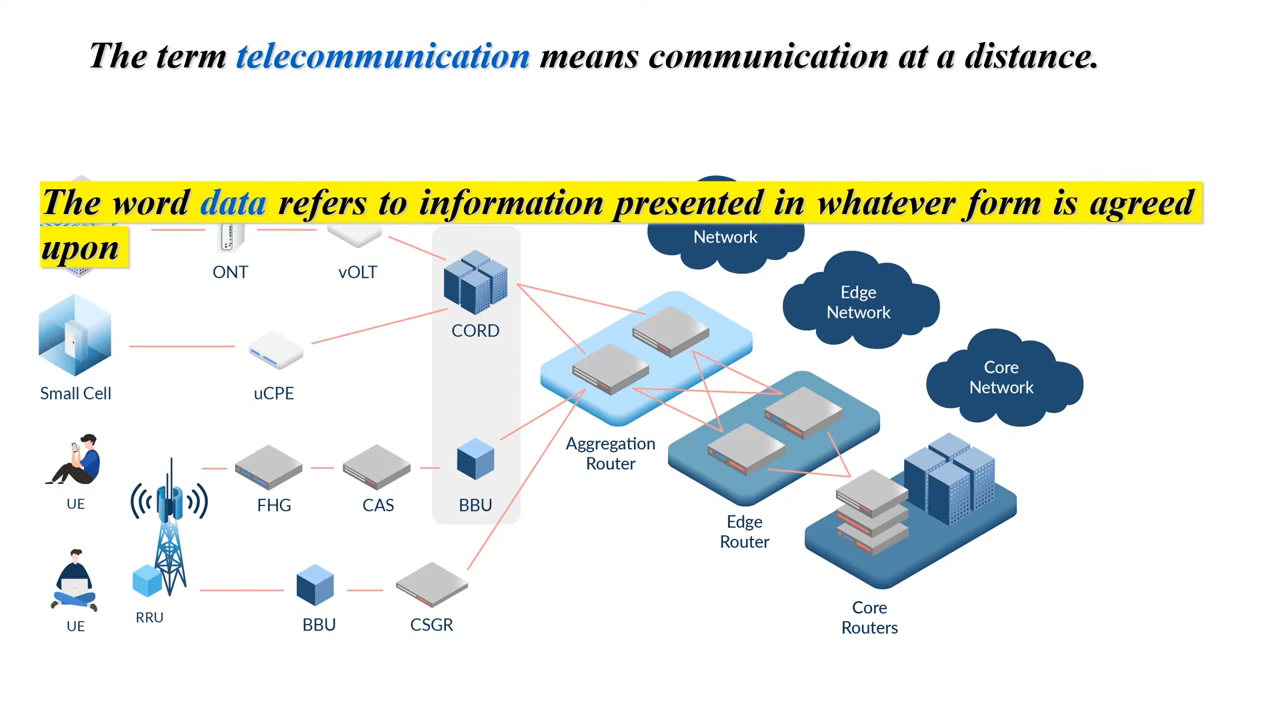 The term telecommunication means communication at a distance.
The word data refers to information presented in whatever form is agreed
upon
Network
ONT
vOLT
Edge
Network
CORD
Core
Network
Small Cell
uCPE
Aggregation
Router
UE
FHG
CAS
BBU
Edge
Router
RRU
UE
BBU
CSGR
Core
Routers